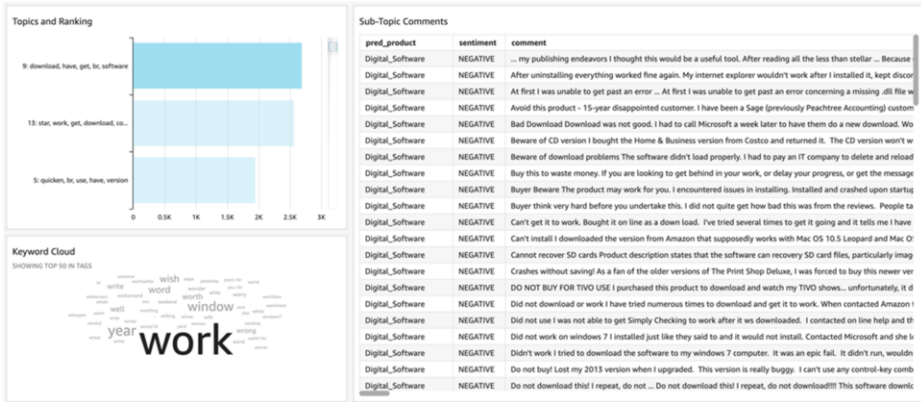 Topics and Ranking
9: download, have, get, br, software
13: star, work, get, download, co...
5: quicken, br, use, have, version
0 0.5K 1K 1.5K 2K 2.5K 3K
Keyword Cloud
SHOWING TOP 50 IN TAGS
wish
write
word
worth
window
well
year
work
wrong
Sub-Topic Comments
pred_product sentiment comment
Digital_Software NEGATIVE ... my publishing endeavors I thought this would be a useful tool. After reading all the less than stellar ... Because
Digital_Software NEGATIVE After uninstalling everything worked fine again. My internet explorer wouldn't work after I installed it, kept discor
Digital_Software NEGATIVE At first I was unable to get past an error ... At first I was unable to get past an error concerning a missing .dll file w
Digital_Software NEGATIVE Avoid this product - 15-year disappointed customer. I have been a Sage (previously Peachtree Accounting) custom
Digital_Software NEGATIVE Bad Download Download was not good. I had to call Microsoft a week later to have them do a new download. Wo
Digital_Software NEGATIVE Beware of CD version I bought the Home & Business version from Costco and returned it. The CD version won't w
Digital_Software NEGATIVE Beware of download problems The software didn't load properly. I had to pay an IT company to delete and reload
Digital_Software NEGATIVE Buy this to waste money. If you are looking to get behind in your work, or delay your progress, or get the message
Digital_Software NEGATIVE Buyer Beware The product may work for you. I encountered issues in installing. Installed and crashed upon startup
Digital_Software NEGATIVE Buyer think very hard before you undertake this. I did not quite get how bad this was from the reviews. People ta
Digital_Software NEGATIVE Can't get it to work. Bought it on line as a down load. I've tried several times to get it going and it tells me I have
Digital_Software NEGATIVE Can't install I downloaded the version from Amazon that supposedly works with Mac OS 10.5 Leopard and Mac O
Digital_Software NEGATIVE Cannot recover SD cards Product description states that the software can recovery SD card files, particularly imag
Digital_Software NEGATIVE Crashes without saving! As a fan of the older versions of The Print Shop Deluxe, I was forced to buy this newer ver
Digital_Software NEGATIVE DO NOT BUY FOR TIVO USE I purchased this product to download and watch my TIVO shows... unfortunately, it d
Digital_Software NEGATIVE Did not download or work I have tried numerous times to download and get it to work. When contacted Amazon
Digital_Software NEGATIVE Did not use I was not able to get Simply Checking to work after it was downloaded. I contacted on line help and th
Digital_Software NEGATIVE Did not work on windows 7 I installed just like they said to and it would not install. Contacted Microsoft and she
Digital_Software NEGATIVE Didn't work I tried to download the software to my windows 7 computer. It was an epic fail. It didn't run, wouldn
Digital_Software NEGATIVE Do not buy! Lost my 2013 version when I upgraded. This version is really buggy. I can't use any control-key comb
Digital_Software NEGATIVE Do not download this! I repeat, do not ... Do not download this! I repeat, do not download!!!! This software downlo